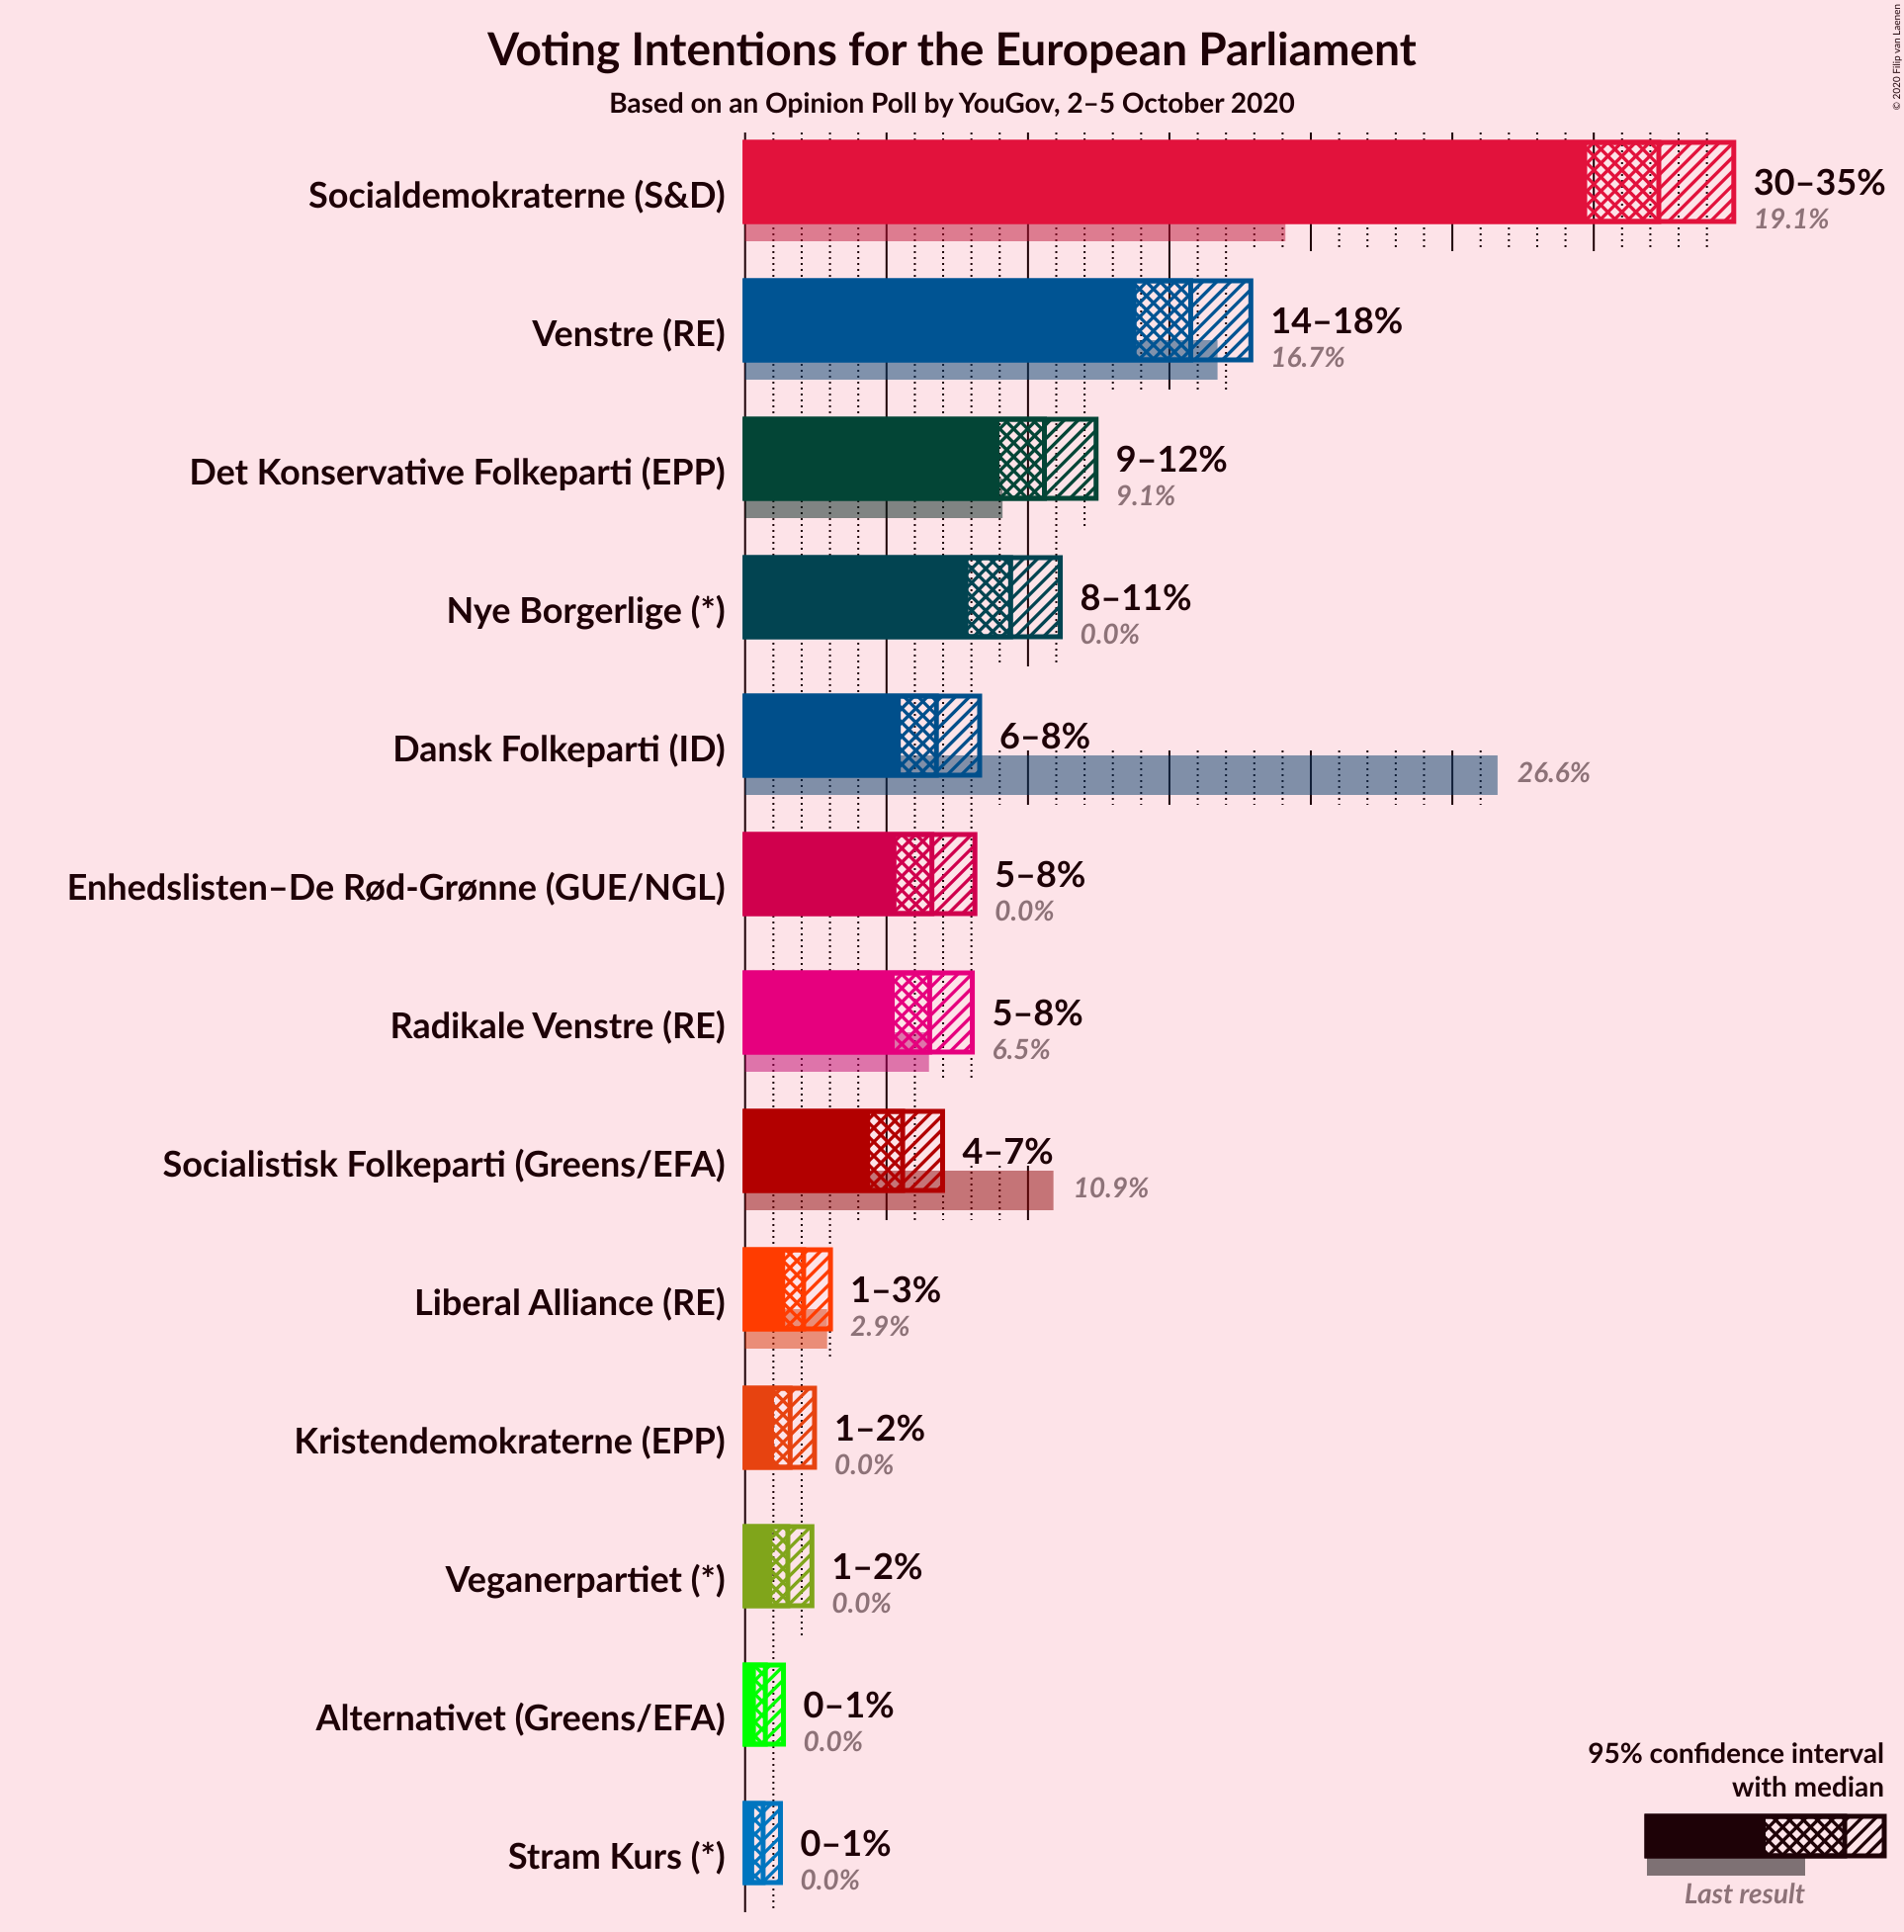 Voting Intentions for the European Parliament
Based on an Opinion Poll by YouGov, 2–5 October 2020
© 2020 Filip van Laenen
Socialdemokraterne (S&D)
30–35%
19.1%
Venstre (RE)
14–18%
16.7%
Det Konservative Folkeparti (EPP)
9–12%
9.1%
Nye Borgerlige (*)
8–11%
0.0%
Dansk Folkeparti (ID)
6–8%
26.6%
Enhedslisten–De Rød-Grønne (GUE/NGL)
5–8%
0.0%
Radikale Venstre (RE)
5–8%
6.5%
Socialistisk Folkeparti (Greens/EFA)
4–7%
10.9%
Liberal Alliance (RE)
1–3%
2.9%
Kristendemokraterne (EPP)
1–2%
0.0%
Veganerpartiet (*)
1–2%
0.0%
Alternativet (Greens/EFA)
0–1%
0.0%
Stram Kurs (*)
0–1%
0.0%
95% confidence interval
with median
Last result